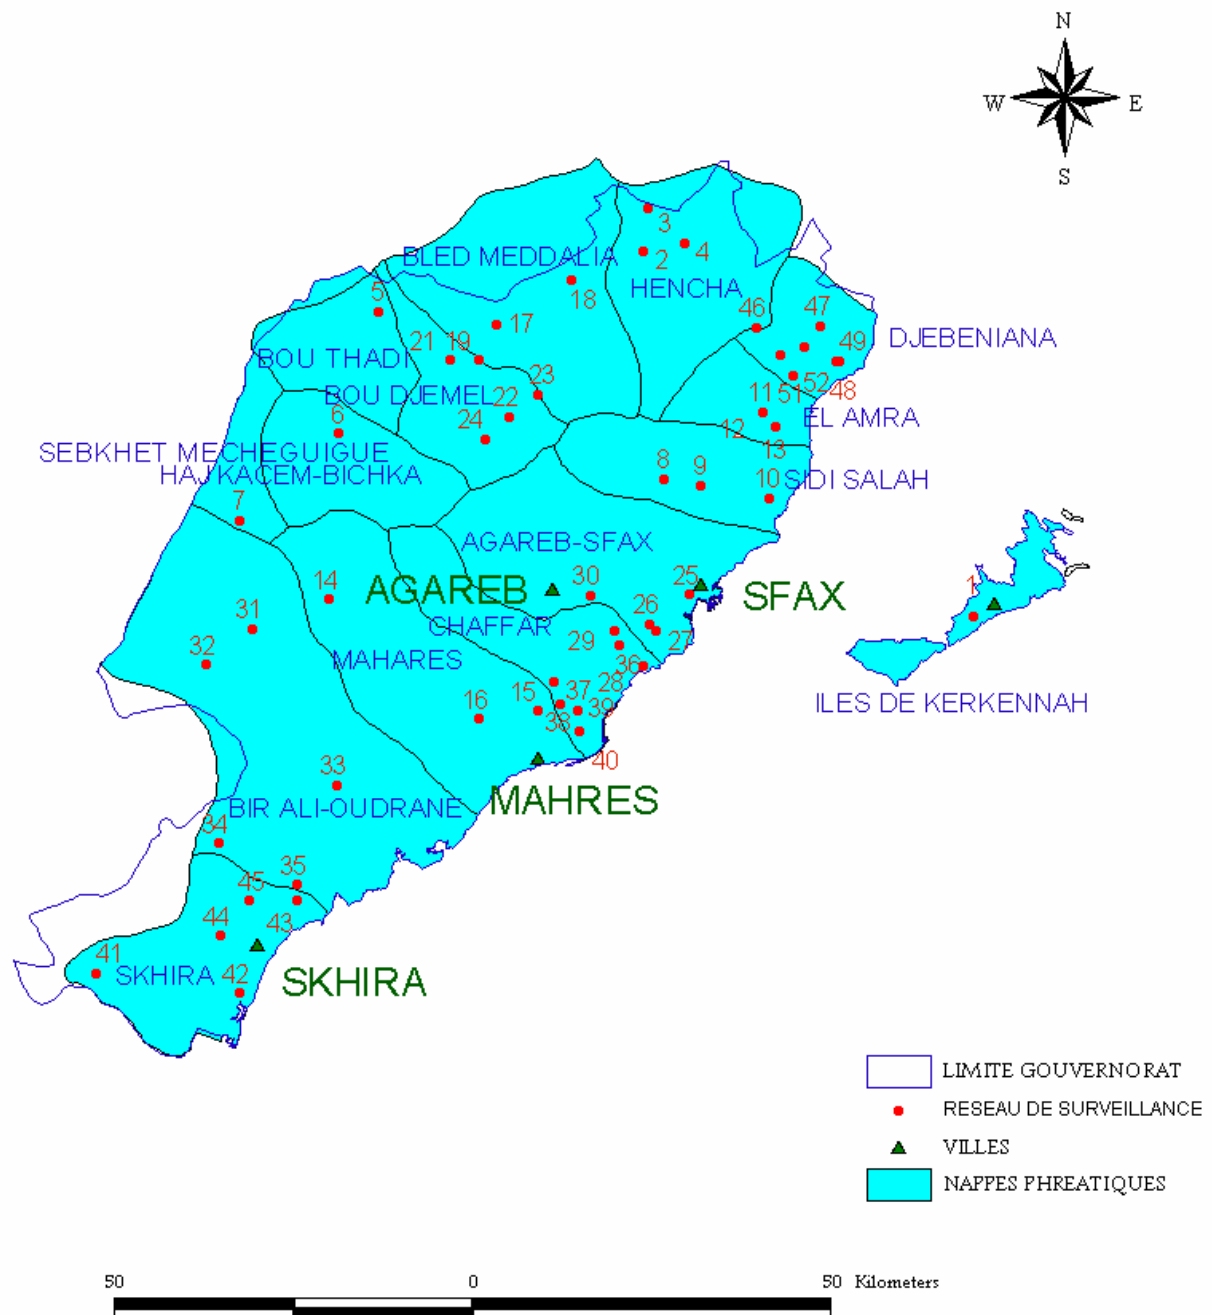 N
W E
S
3
4
2
BLED MEDDALIA
18
HENCHA
5
17
46
47
DJEBENIANA
21
19
49
BOU THADI
23
52
48
51
BOU DJEMEL
22
11
6
24
12
EL AMRA
13
SEBKHET MECHEGUIGUE
HAJ KACEM-BICHKA
8
9
10
SIDI SALAH
7
AGAREB-SFAX
14
AGAREB
30
25
SFAX
1
31
CHAFFAR
26
29
27
32
MAHARES
36
28
16
15
37
39
38
ILES DE KERKENNAH
40
33
MAHRES
BIR ALI-OUDRANE
34
35
45
44
43
41
SKHIRA
42
SKHIRA
LIMITE GOUVERNORAT
RESEAU DE SURVEILLANCE
VILLES
NAPPES PHREATIQUES
50 0 50 Kilometers